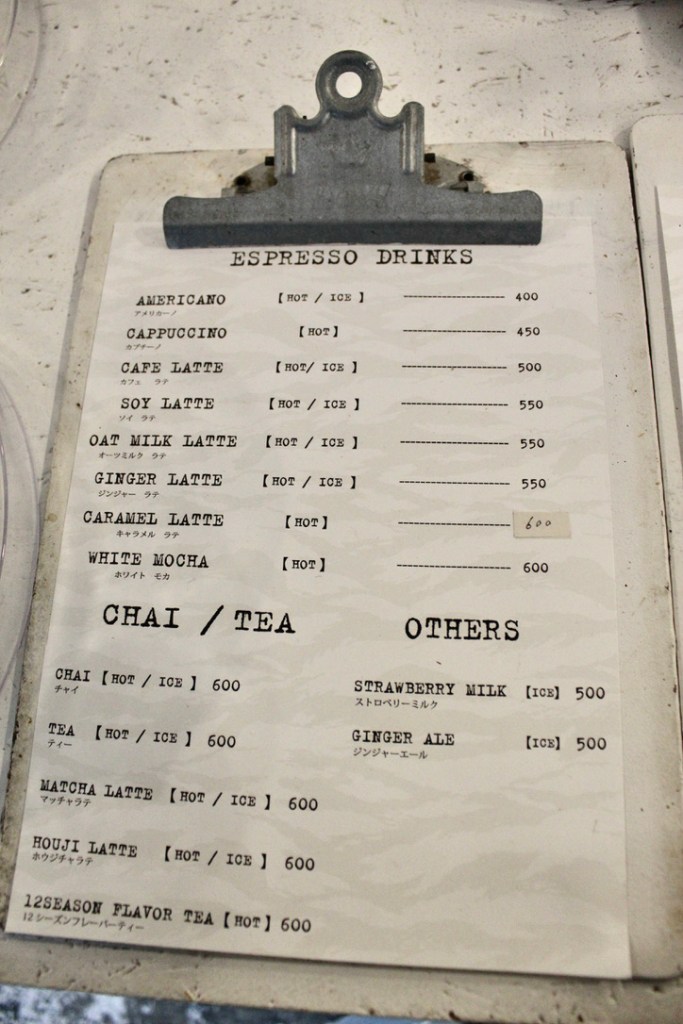 ESPRESSO DRINKS
AMERICANO [HOT / ICE ] -------------------- 400
アメリカーノ
CAPPUCCINO [HOT] -------------------- 450
カプチーノ
CAFE LATTE [HOT/ ICE ] -------------------- 500
カフェ ラテ
SOY LATTE [HOT / ICE ] -------------------- 550
ソイ ラテ
OAT MILK LATTE [HOT / ICE ] -------------------- 550
オーツミルク ラテ
GINGER LATTE [HOT / ICE ] -------------------- 550
ジンジャー ラテ
CARAMEL LATTE [HOT] -------------------- 600
キャラメル ラテ
WHITE MOCHA [HOT] -------------------- 600
ホワイト モカ
CHAI / TEA
CHAI [HOT / ICE ] 600
チャイ
TEA [HOT / ICE ] 600
ティー
MATCHA LATTE [HOT / ICE ] 600
マッチャラテ
HOUJI LATTE [HOT / ICE ] 600
ホウジチャラテ
12SEASON FLAVOR TEA [HOT] 600
12シーズンフレーバーティー
OTHERS
STRAWBERRY MILK [ICE] 500
ストロベリーミルク
GINGER ALE [ICE] 500
ジンジャーエール